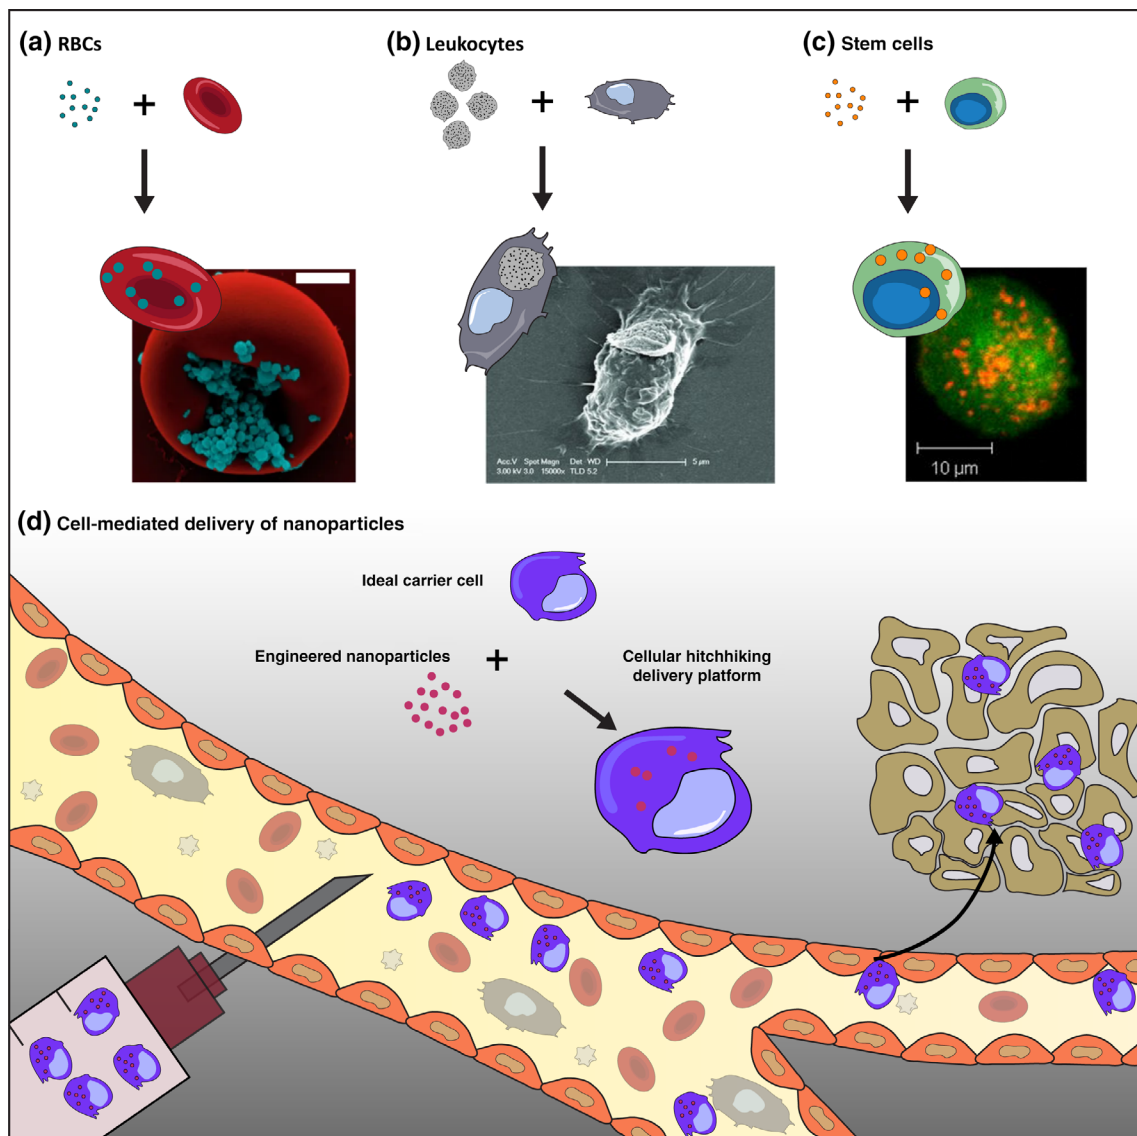 (a) RBCs
(b) Leukocytes
(c) Stem cells
+
+
+
Acc.V Spot Magn Det WD
3.00 kV 3.0 15000x TLD 5.2
5 µm
10 µm
(d) Cell-mediated delivery of nanoparticles
Ideal carrier cell
Engineered nanoparticles
+
Cellular hitchhiking
delivery platform